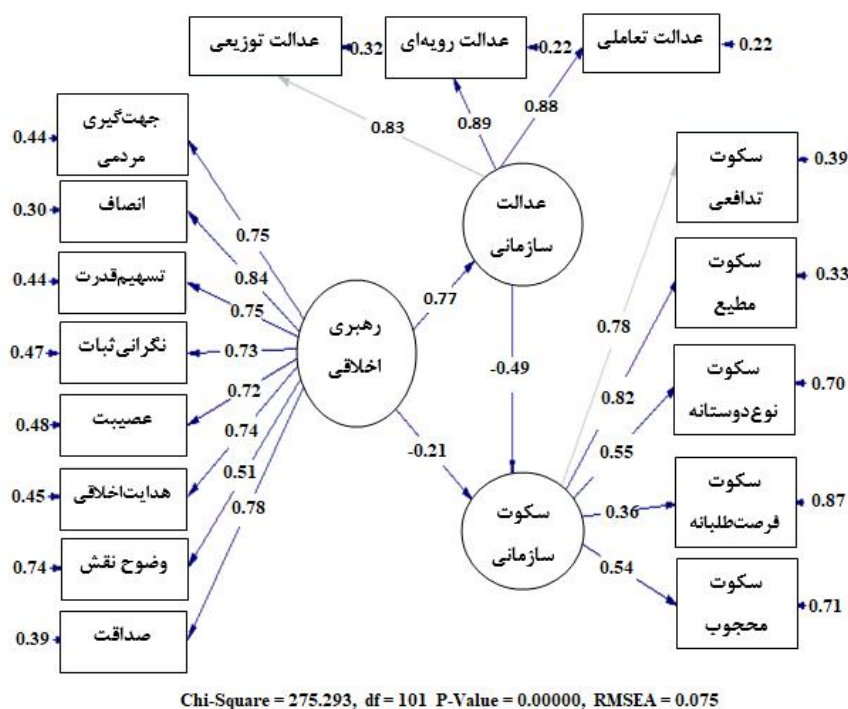 عدالت توزیعی
0.32
عدالت رویه‌ای
0.22
عدالت تعاملی
0.22
0.83
0.89
0.88
0.44
جهت‌گیری
مردمی
0.30
انصاف
0.44
تسهیم‌قدرت
0.47
نگرانی‌ثبات
0.48
عصیبت
0.45
هدایت‌اخلاقی
0.74
وضوح نقش
0.39
صداقت
0.75
0.84
0.75
0.73
0.72
0.74
0.51
0.78
رهبری
اخلاقی
0.77
-0.21
عدالت
سازمانی
-0.49
سکوت
سازمانی
0.78
0.82
0.55
0.36
0.54
سکوت
تدافعی
0.39
سکوت
مطیع
0.33
سکوت
نوع‌دوستانه
0.70
سکوت
فرصت‌طلبانه
0.87
سکوت
محجوب
0.71
Chi-Square = 275.293, df = 101 P-Value = 0.00000, RMSEA = 0.075